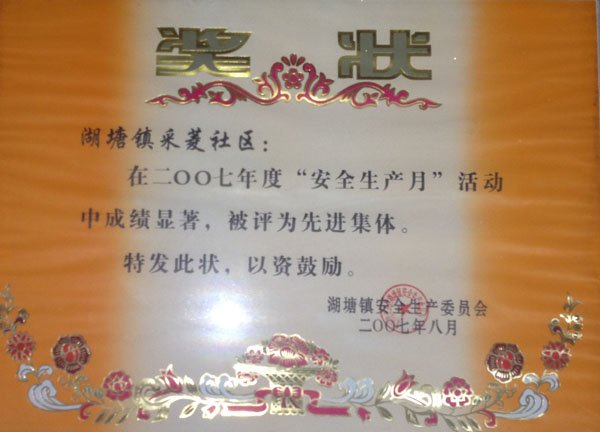 奖状
湖塘镇采菱社区：
在二〇〇七年度“安全生产月”活动
中成绩显著，被评为先进集体。
特发此状，以资鼓励。
湖塘镇安全生产委员会
二〇〇七年八月